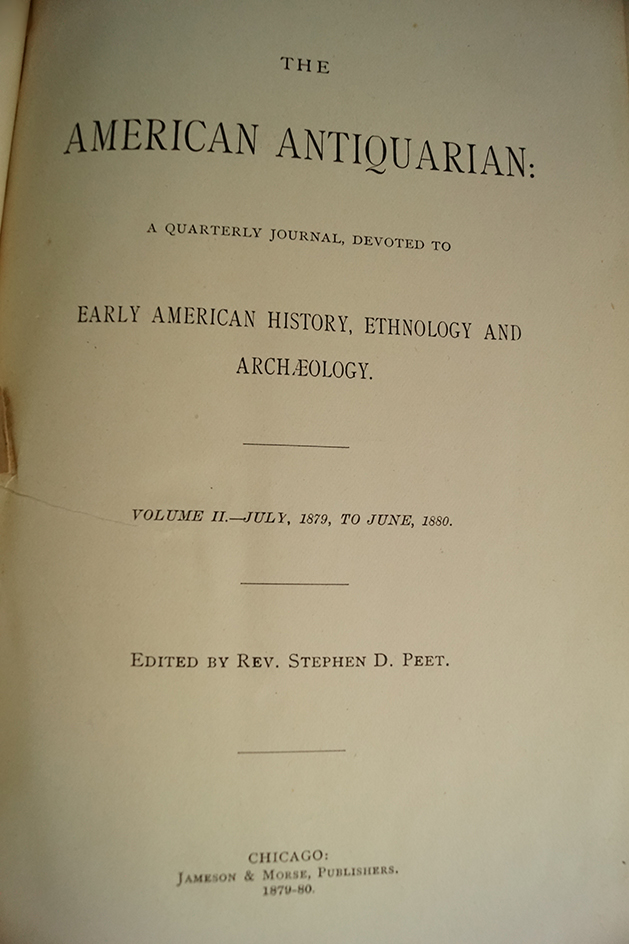 THE
AMERICAN ANTIQUARIAN:
A QUARTERLY JOURNAL, DEVOTED TO
EARLY AMERICAN HISTORY, ETHNOLOGY AND
ARCHÆOLOGY.
VOLUME II.—JULY, 1879, TO JUNE, 1880.
EDITED BY REV. STEPHEN D. PEET.
CHICAGO:
JAMESON & MORSE, PUBLISHERS.
1879-80.